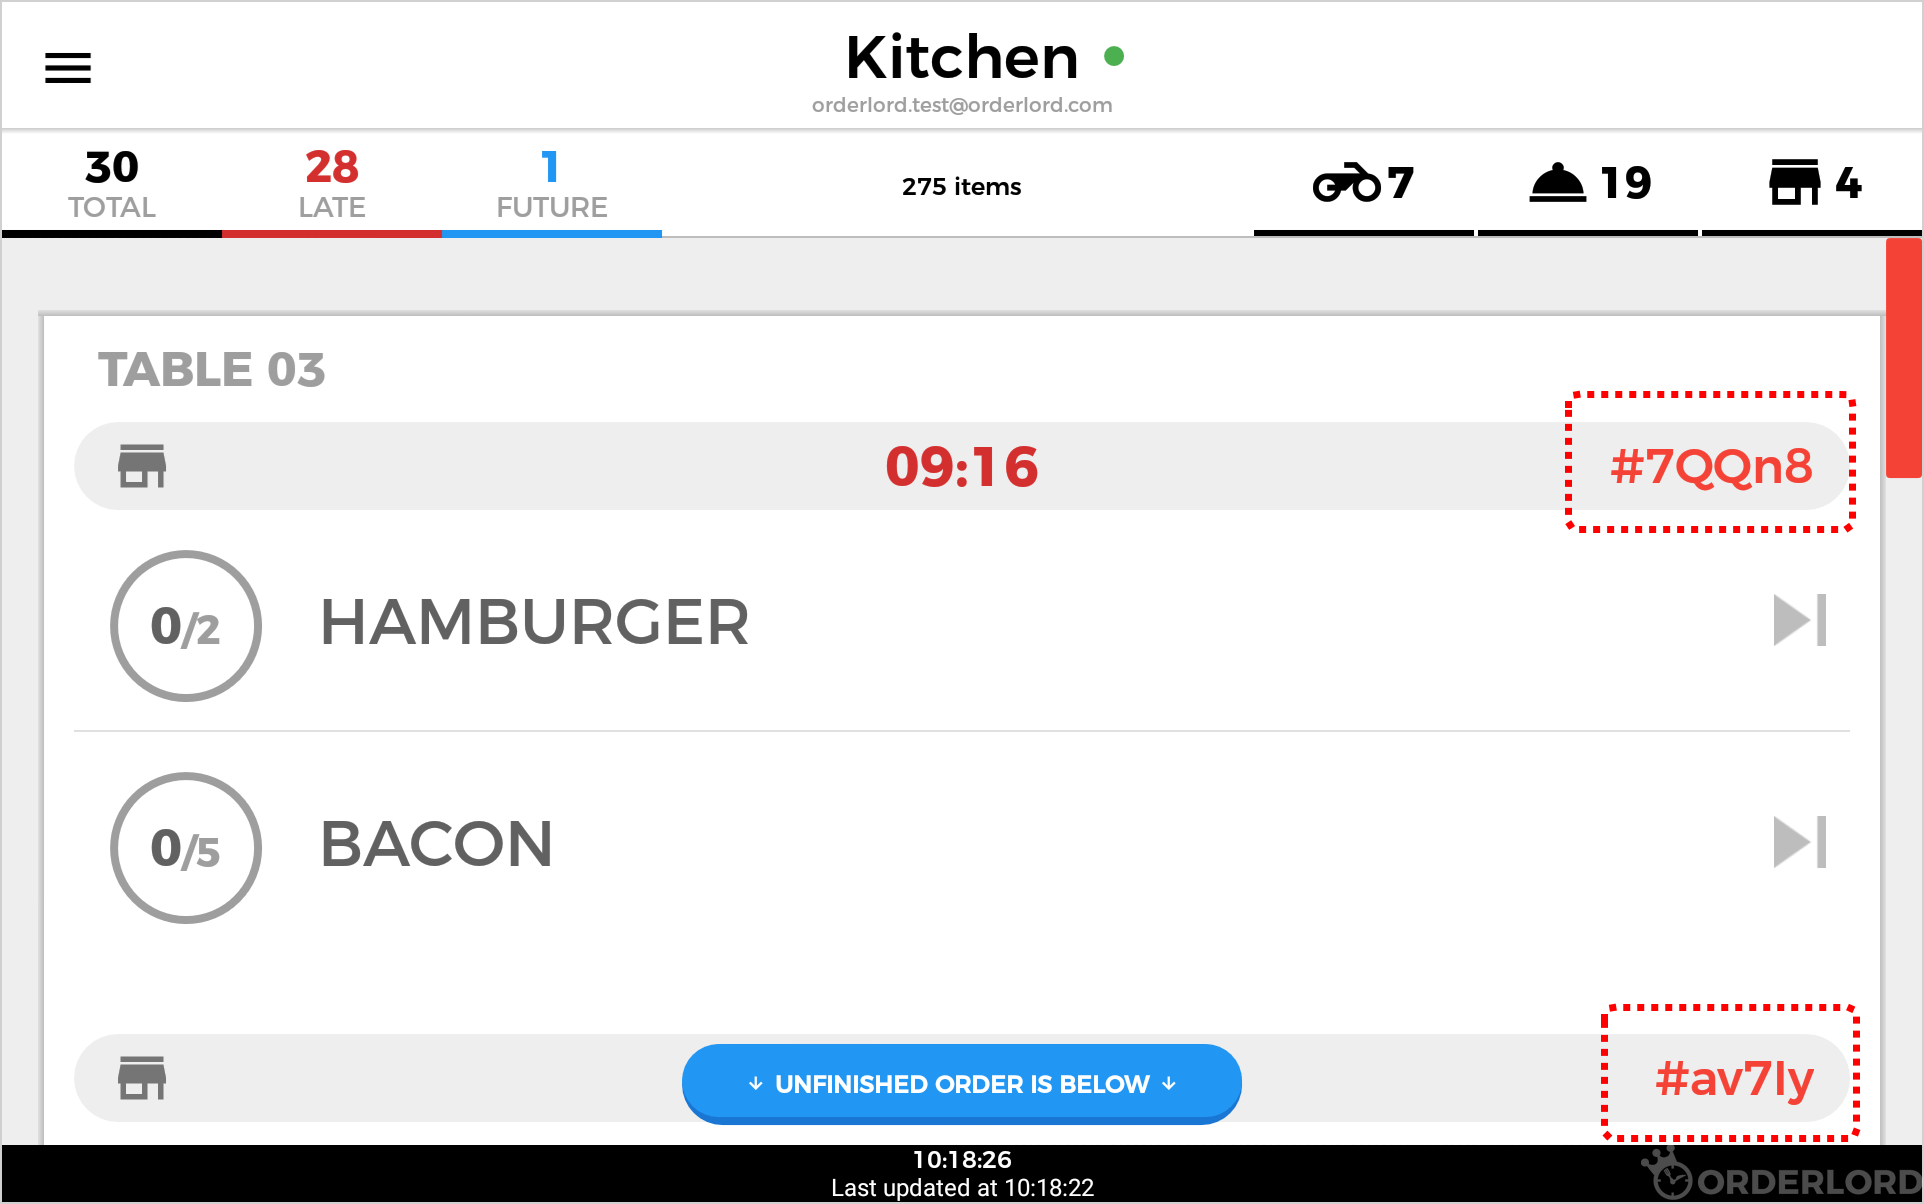 Kitchen
orderlord.test@orderlord.com
30 28 1
TOTAL LATE FUTURE
275 items
7 19 4
TABLE 03
09:16 #7QQn8
0/2 HAMBURGER
0/5 BACON
↓ UNFINISHED ORDER IS BELOW ↓ #av7Iy
10:18:26
Last updated at 10:18:22
ORDERLORD